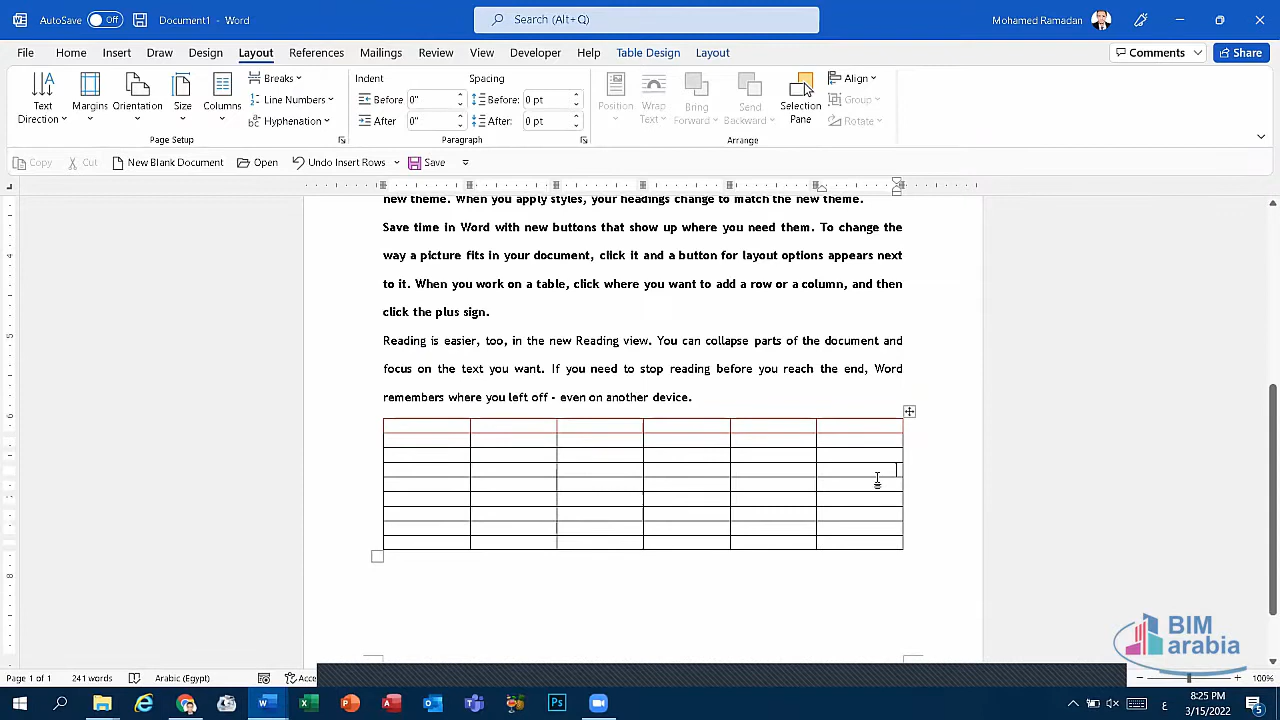 AutoSave Off Document1 - Word Search (Alt+Q) Mohamed Ramadan
File Home Insert Draw Design Layout References Mailings Review View Developer Help Table Design Layout Comments Share
Text Direction Margins Orientation Size Columns Breaks Line Numbers Hyphenation
Page Setup
Indent Spacing
Before 0" Before: 0 pt
After 0" After: 0 pt
Paragraph
Position Wrap Text Bring Forward Send Backward Selection Pane Align Group Rotate
Arrange
Copy Cut New Blank Document Open Undo Insert Rows Save
new theme. When you apply styles, your headings change to match the new theme.
Save time in Word with new buttons that show up where you need them. To change the
way a picture fits in your document, click it and a button for layout options appears next
to it. When you work on a table, click where you want to add a row or a column, and then
click the plus sign.
Reading is easier, too, in the new Reading view. You can collapse parts of the document and
focus on the text you want. If you need to stop reading before you reach the end, Word
remembers where you left off - even on another device.
BIM
arabia
Page 1 of 1 241 words Arabic (Egypt) Acce 100%
8:25 PM
3/15/2022